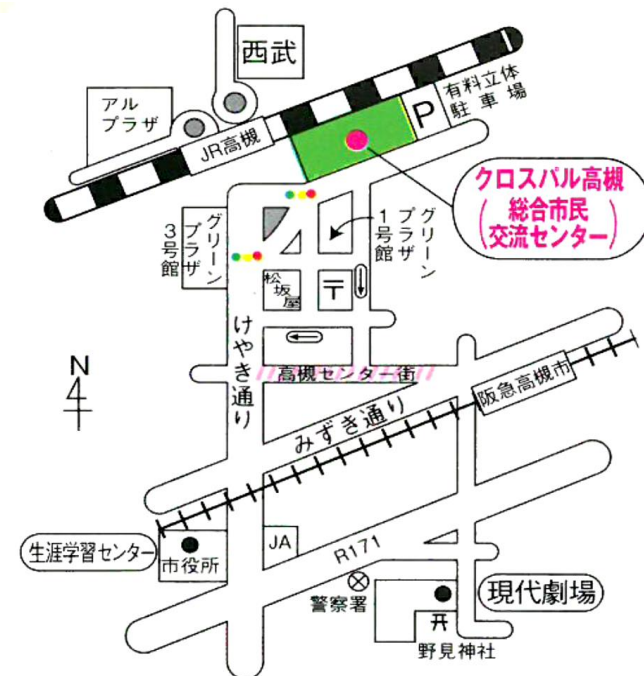 西武
アル
プラザ
JR高槻
P
有料立体
駐車場
クロスパル高槻
(総合市民
交流センター)
グリーン
プラザ
3号館
グリーン
プラザ
1号館
松坂
屋
〒
けやき通り
高槻センター街
N
みずき通り
阪急高槻市
生涯学習センター
市役所
JA
R171
警察署
現代劇場
野見神社